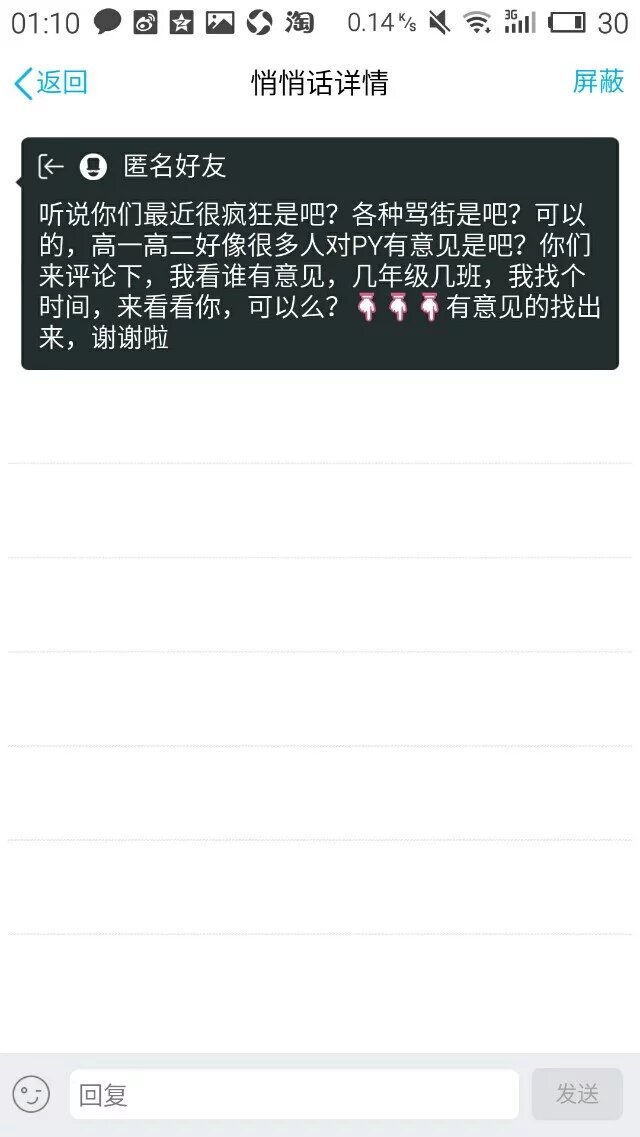 01:10 淘 0.14 K/s 3G 30
返回 悄悄话详情 屏蔽
匿名好友
听说你们最近很疯狂是吧？各种骂街是吧？可以
的，高一高二好像很多人对PY有意见是吧？你们
来评论下，我看谁有意见，几年级几班，我找个
时间，来看看你，可以么？👇👇👇有意见的找出
来，谢谢啦
回复 发送